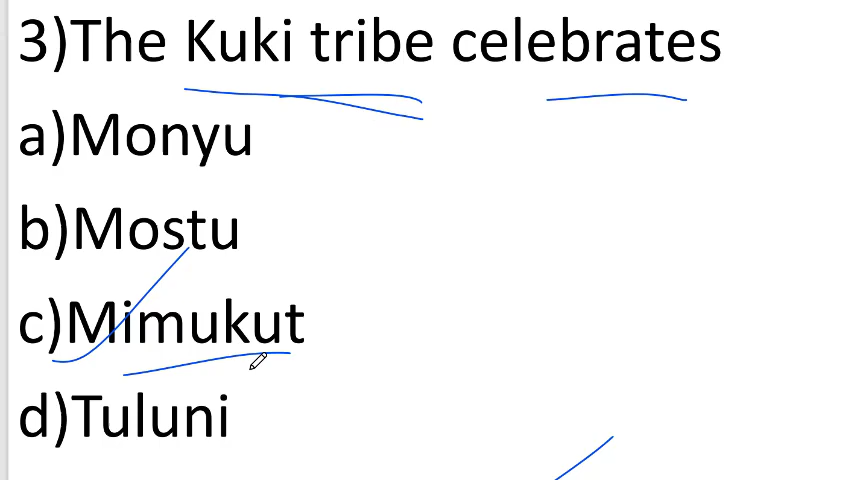 3)The Kuki tribe celebrates
a)Monyu
b)Mostu
c)Mimukut
d)Tuluni